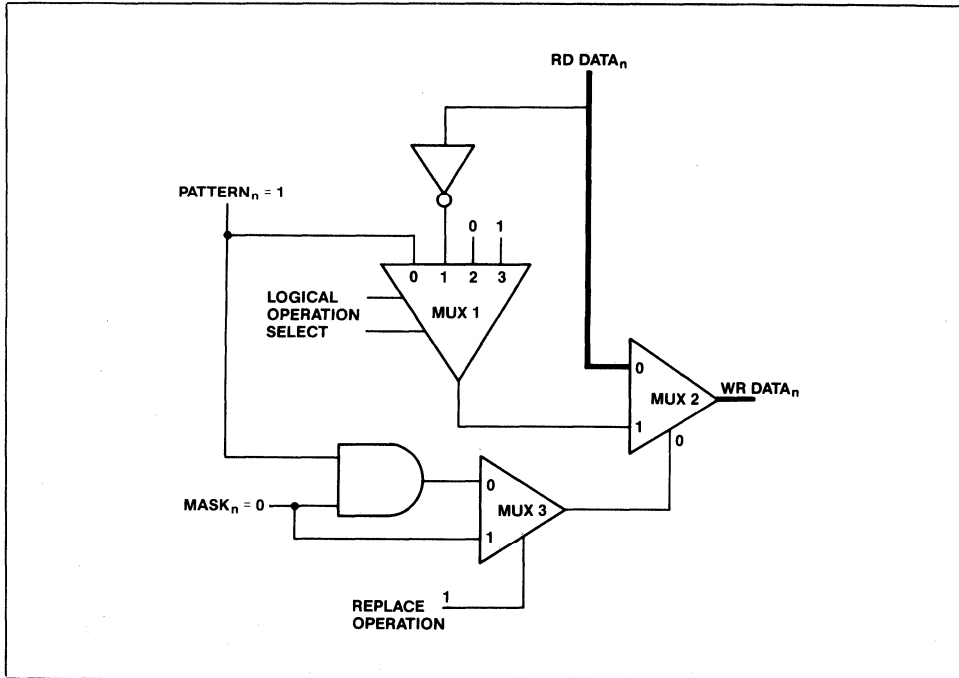 RD DATAn
PATTERNn = 1
0 1
0 1 2 3
LOGICAL
OPERATION
SELECT
MUX 1
0
MUX 2
WR DATAn
1
0
0
MASKn = 0
MUX 3
1
1
REPLACE
OPERATION